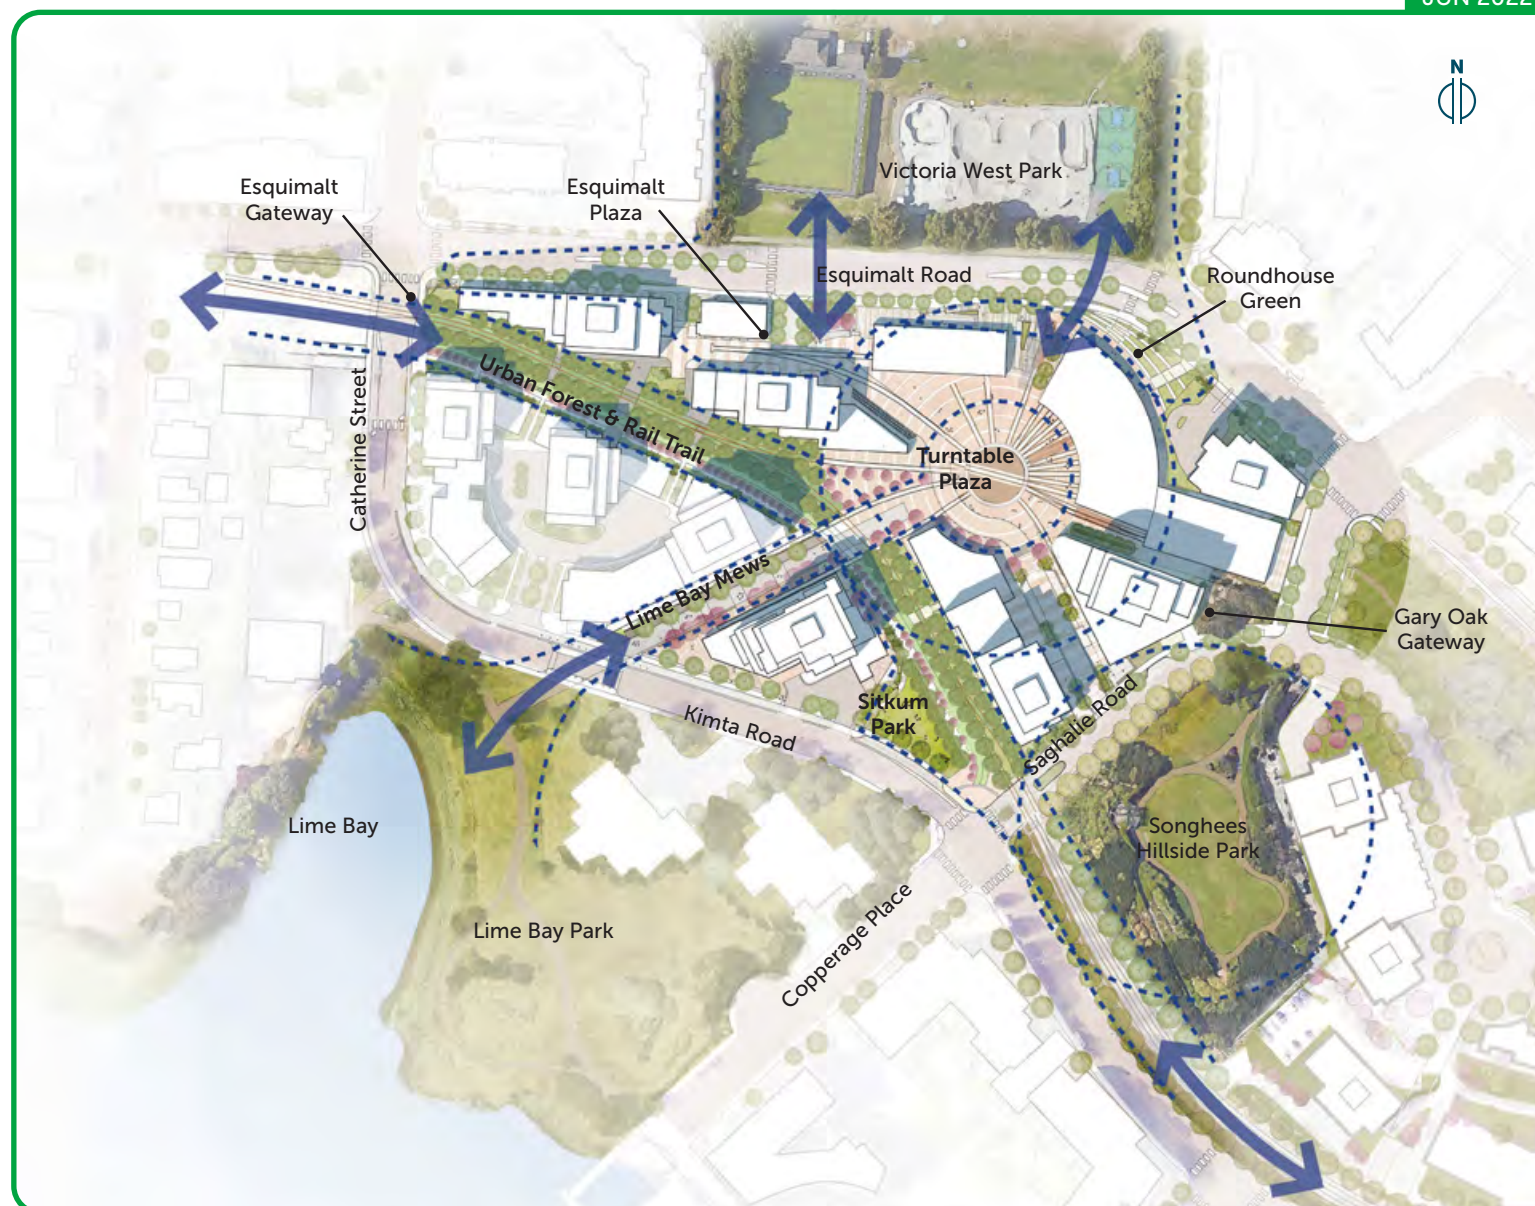 JUN 2022
N
Victoria West Park
Esquimalt
Gateway
Esquimalt
Plaza
Esquimalt Road
Roundhouse
Green
Urban Forest & Rail Trail
Catherine Street
Turntable
Plaza
Lime Bay Mews
Gary Oak
Gateway
Sitkum
Park
Kimta Road
Saghalie Road
Lime Bay
Songhees
Hillside Park
Lime Bay Park
Copperage Place